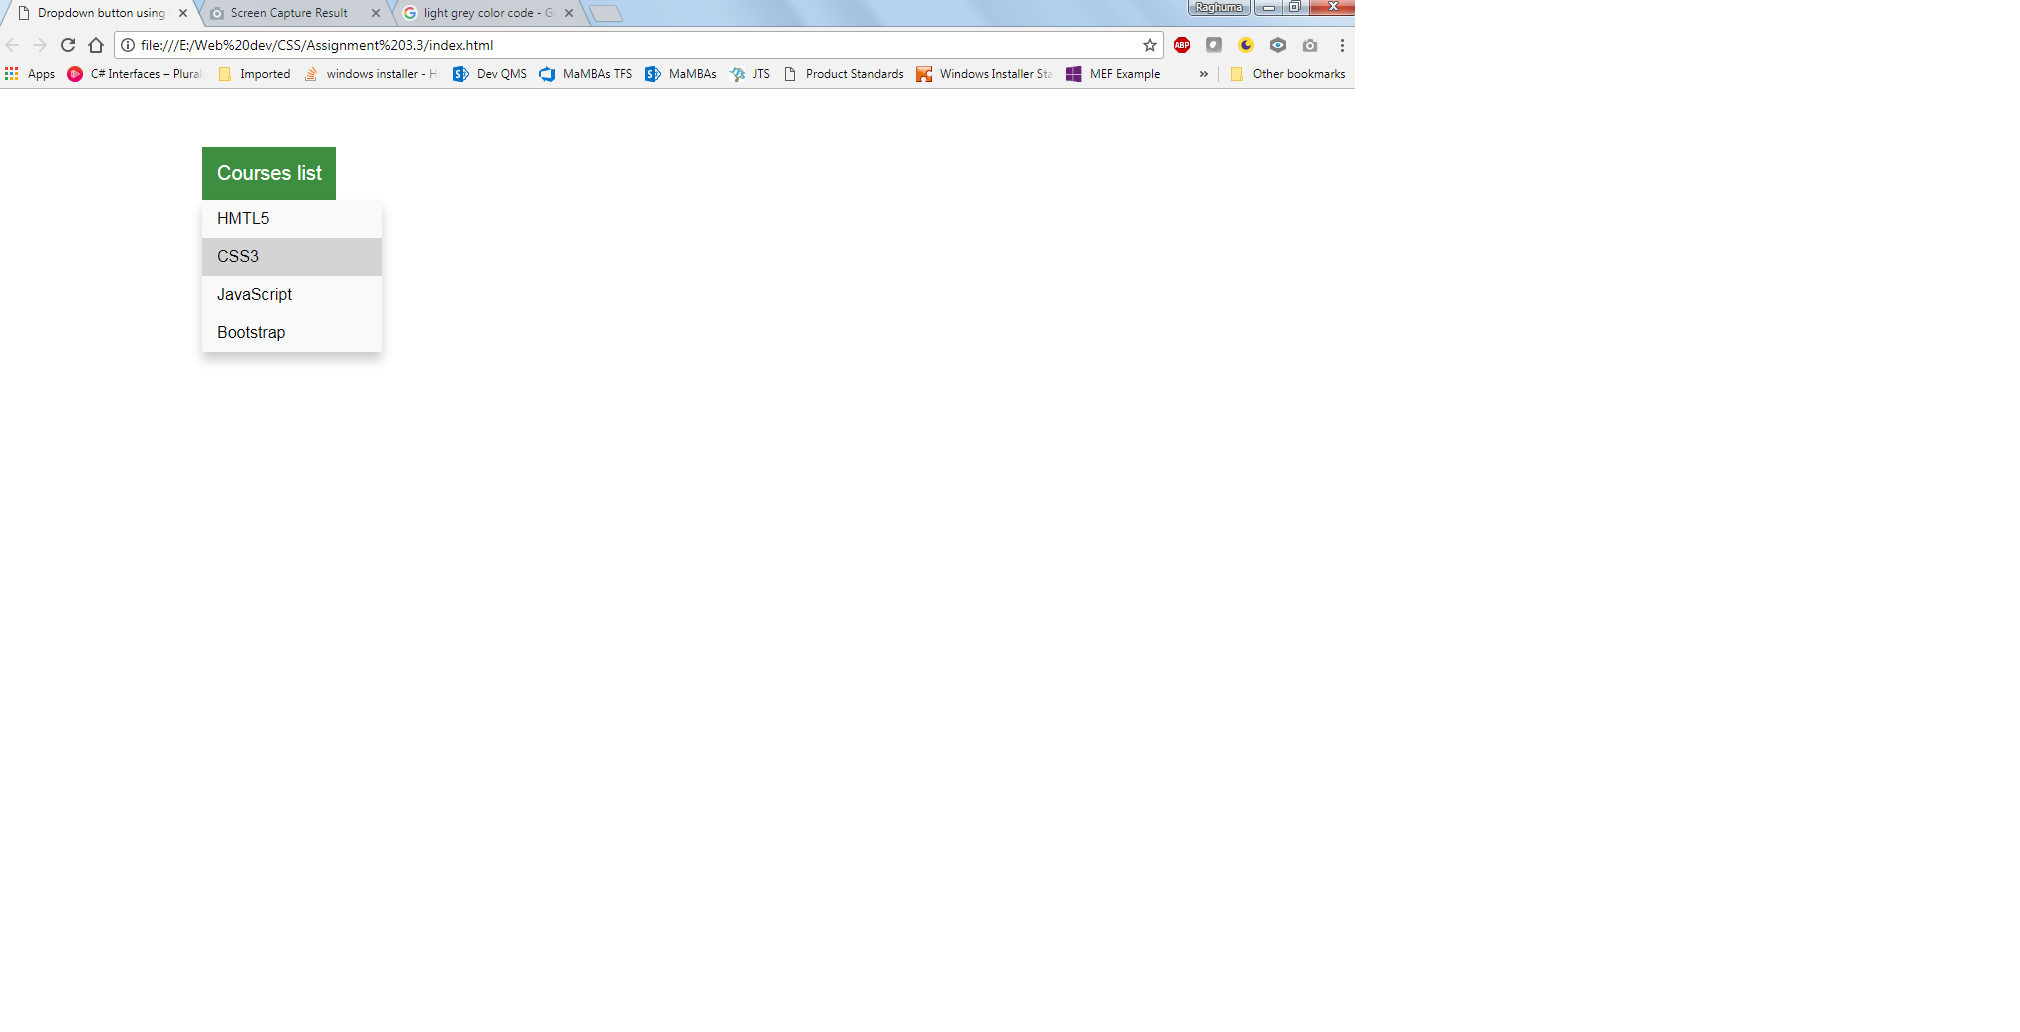 Dropdown button using
Screen Capture Result
light grey color code - G
Raghuma
file:///E:/Web%20dev/CSS/Assignment%203.3/index.html
Apps
C# Interfaces – Plural
Imported
windows installer - H
Dev QMS
MaMBAs TFS
MaMBAs
JTS
Product Standards
Windows Installer Sta
MEF Example
»
Other bookmarks
ABP
Courses list
HMTL5
CSS3
JavaScript
Bootstrap